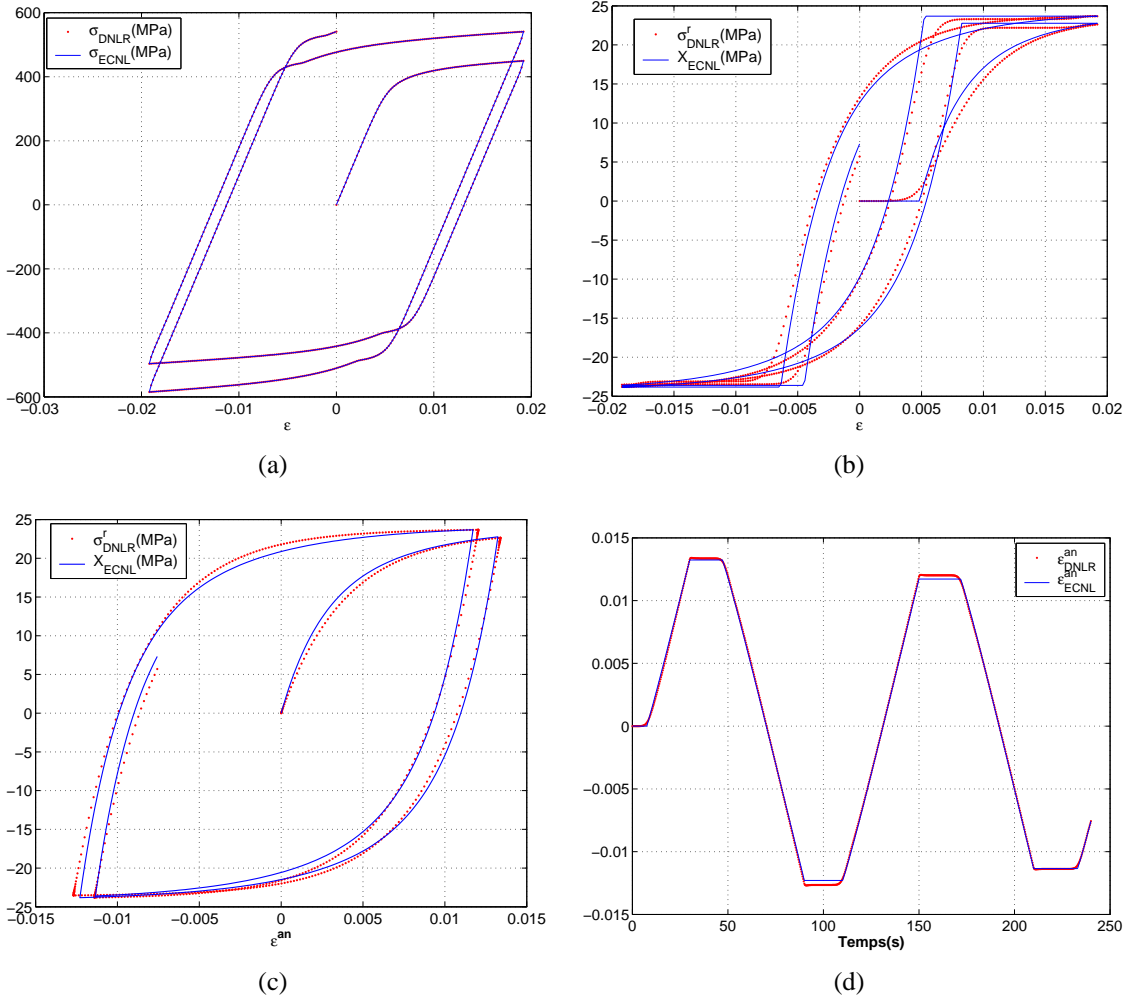 σDNLR(MPa)
σECNL(MPa)
600
400
200
0
−200
−400
−600
−0.03 −0.02 −0.01 0 0.01 0.02
ε
(a)
σrDNLR(MPa)
XECNL(MPa)
25
20
15
10
5
0
−5
−10
−15
−20
−25
−0.02 −0.015 −0.01 −0.005 0 0.005 0.01 0.015 0.02
ε
(b)
σrDNLR(MPa)
XECNL(MPa)
25
20
15
10
5
0
−5
−10
−15
−20
−25
−0.015 −0.01 −0.005 0 0.005 0.01 0.015
εan
(c)
εanDNLR
εanECNL
0.015
0.01
0.005
0
−0.005
−0.01
−0.015
0 50 100 150 200 250
Temps(s)
(d)